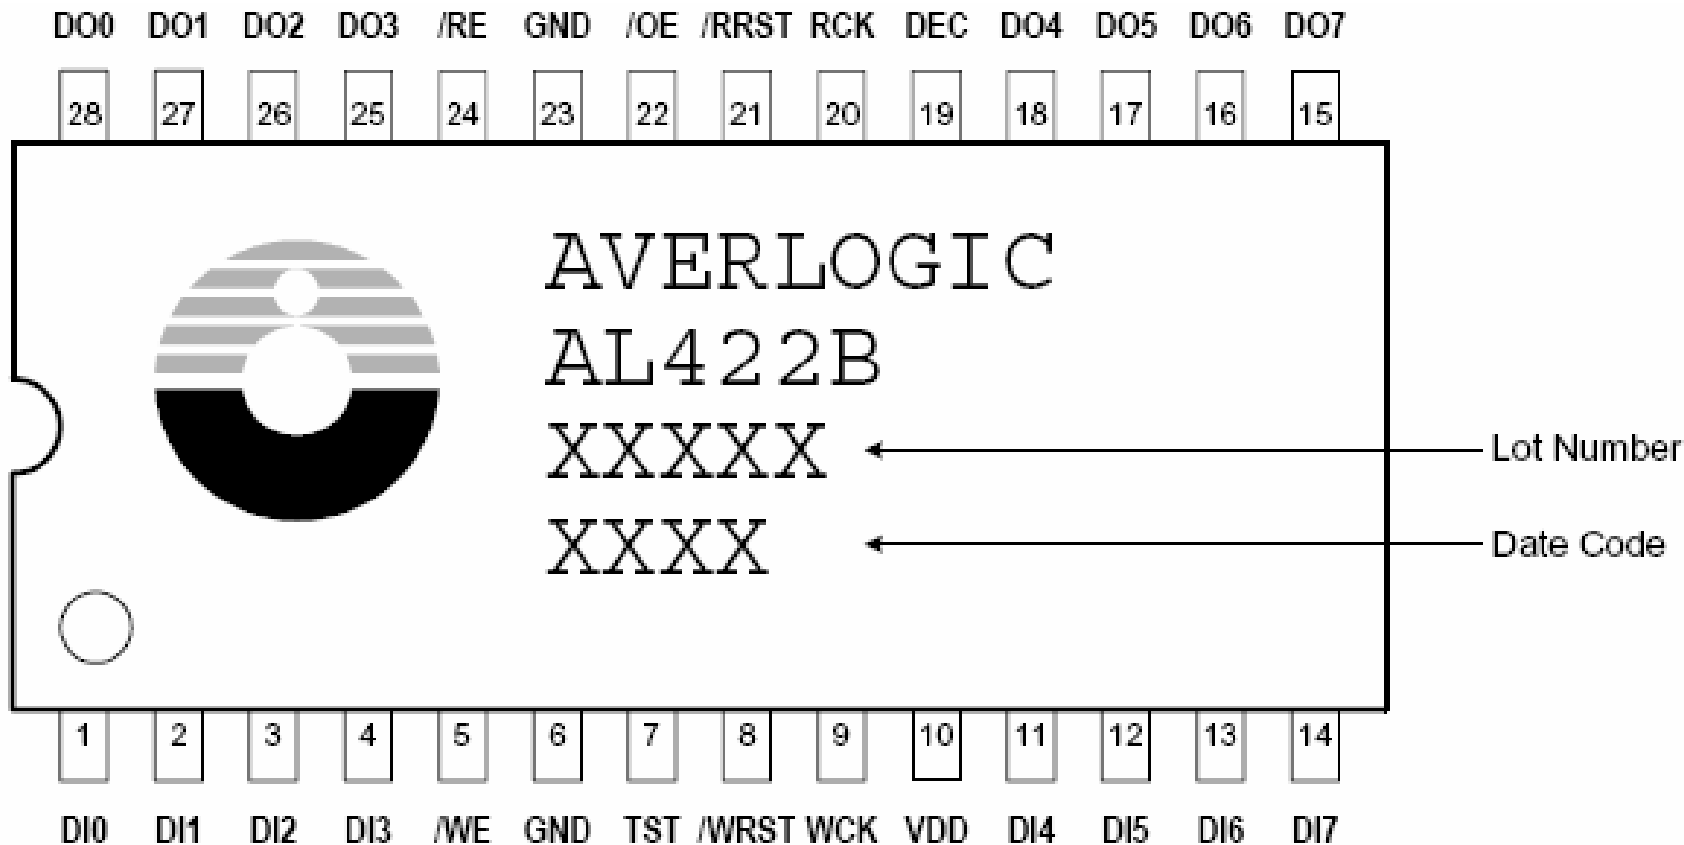 DO0 DO1 DO2 DO3 /RE GND /OE /RRST RCK DEC DO4 DO5 DO6 DO7
28 27 26 25 24 23 22 21 20 19 18 17 16 15
AVERLOGIC
AL422B
XXXXX
Lot Number
XXXX
Date Code
1 2 3 4 5 6 7 8 9 10 11 12 13 14
DI0 DI1 DI2 DI3 /WE GND TST /WRST WCK VDD DI4 DI5 DI6 DI7